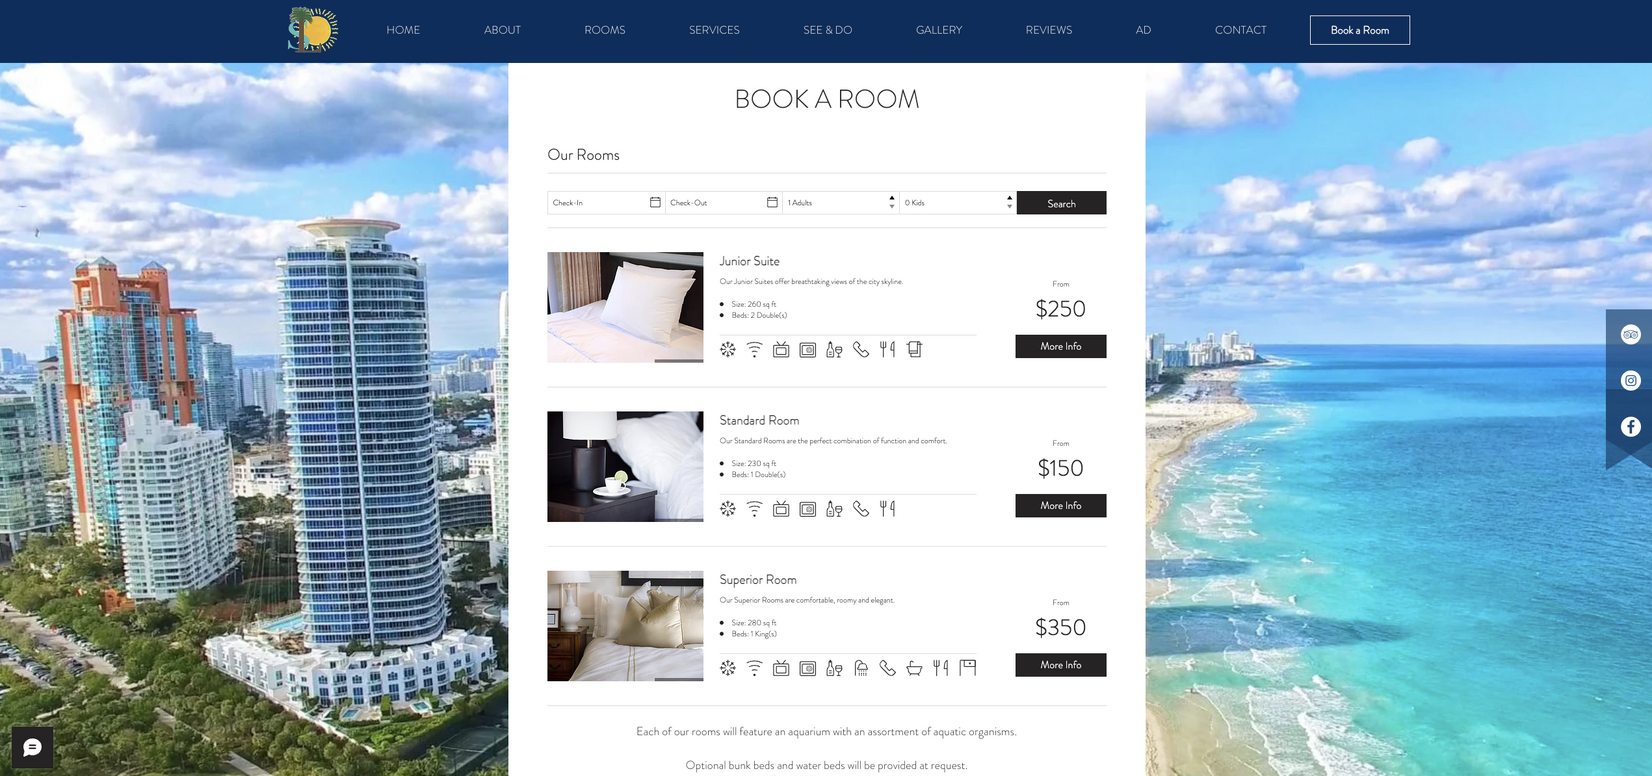 HOME ABOUT ROOMS SERVICES SEE & DO GALLERY REVIEWS AD CONTACT Book a Room
BOOK A ROOM
Our Rooms
Check-In Check-Out 1 Adults 0 Kids Search
Junior Suite
Our Junior Suites offer breathtaking views of the city skyline.
Size: 260 sq ft
Beds: 2 Double(s)
From
$250
More Info
Standard Room
Our Standard Rooms are the perfect combination of function and comfort.
Size: 230 sq ft
Beds: 1 Double(s)
From
$150
More Info
Superior Room
Our Superior Rooms are comfortable, roomy and elegant.
Size: 280 sq ft
Beds: 1 King(s)
From
$350
More Info
Each of our rooms will feature an aquarium with an assortment of aquatic organisms.
Optional bunk beds and water beds will be provided at request.